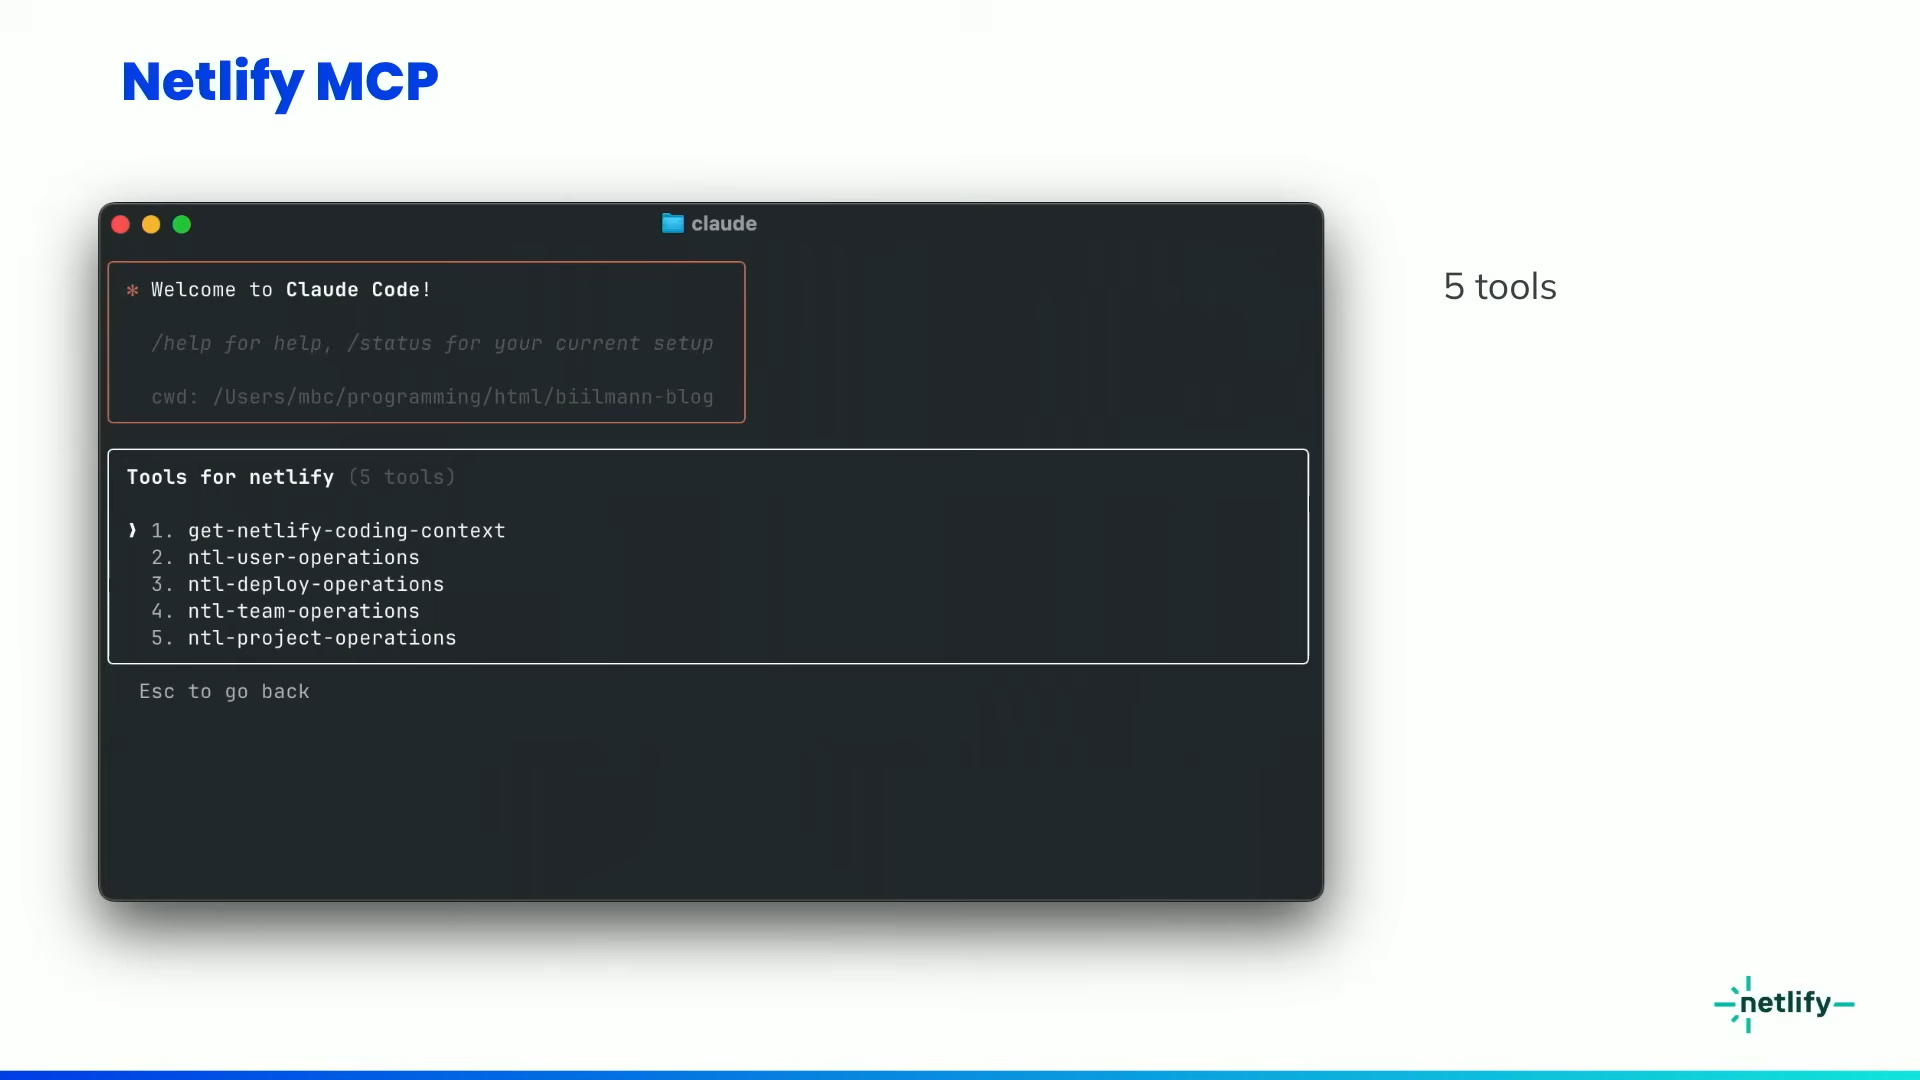 Netlify MCP
claude
✻ Welcome to Claude Code!
/help for help, /status for your current setup
cwd: /Users/mbc/programming/html/biilmann-blog
Tools for netlify (5 tools)
❯ 1. get-netlify-coding-context
2. ntl-user-operations
3. ntl-deploy-operations
4. ntl-team-operations
5. ntl-project-operations
Esc to go back
5 tools
netlify